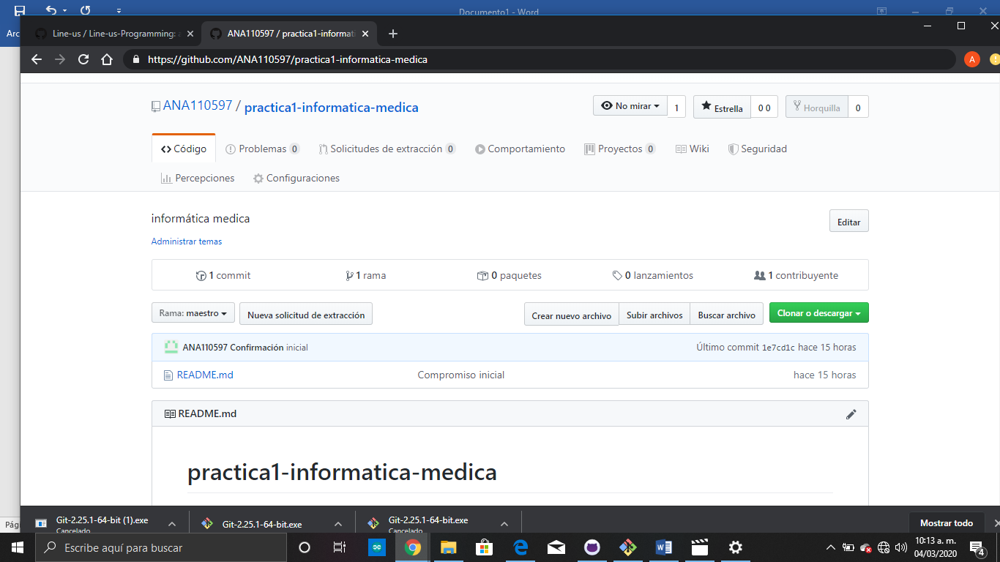 Documento1 - Word
Arc
Line-us / Line-us-Programming: a
ANA110597 / practica1-informati
https://github.com/ANA110597/practica1-informatica-medica
A
ANA110597 / practica1-informatica-medica
No mirar 1
Estrella 0 0
Horquilla 0
Código
Problemas 0
Solicitudes de extracción 0
Comportamiento
Proyectos 0
Wiki
Seguridad
Percepciones
Configuraciones
informática medica
Editar
Administrar temas
1 commit
1 rama
0 paquetes
0 lanzamientos
1 contribuyente
Rama: maestro
Nueva solicitud de extracción
Crear nuevo archivo
Subir archivos
Buscar archivo
Clonar o descargar
ANA110597 Confirmación inicial
Último commit 1e7cd1c hace 15 horas
README.md
Compromiso inicial
hace 15 horas
README.md
practica1-informatica-medica
Pági
Git-2.25.1-64-bit (1).exe
Cancelado
Git-2.25.1-64-bit.exe
Git-2.25.1-64-bit.exe
Cancelado
Mostrar todo
Escribe aquí para buscar
10:13 a. m.
04/03/2020
4